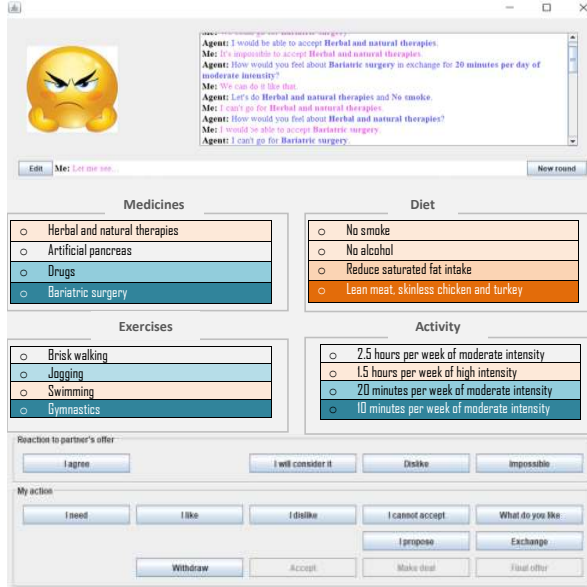 Agent: I would be able to accept Herbal and natural therapies.
Me: It's impossible to accept Herbal and natural therapies.
Agent: How would you feel about Bariatic surgery in exchange for 20 minutes per day of
moderate intensity?
Me: We can do it like that.
Agent: Let's do Herbal and natural therapies and No smoke.
Me: I can't go for Herbal and natural therapies.
Agent: How would you feel about Herbal and natural therapies?
Me: I would be able to accept Bartatric surgery.
Agent: I can't go for Bariatric surgery.
Edit Me: Let me see... New round
Medicines
o Herbal and natural therapies
o Artificial pancreas
o Drugs
o Bariatric surgery
Diet
o No smoke
o No alcohol
o Reduce saturated fat intake
o Lean meat, skinless chicken and turkey
Exercises
o Brisk walking
o Jogging
o Swimming
o Gymnastics
Activity
o 2.5 hours per week of moderate intensity
o 1.5 hours per week of high intensity
o 20 minutes per week of moderate intensity
o 10 minutes per week of moderate intensity
Reaction to partner's offer
I agree I will consider it Dislike Impossible
My action
I need I like I dislike I cannot accept What do you like
I propose Exchange
Withdraw Accept Make deal Final offer